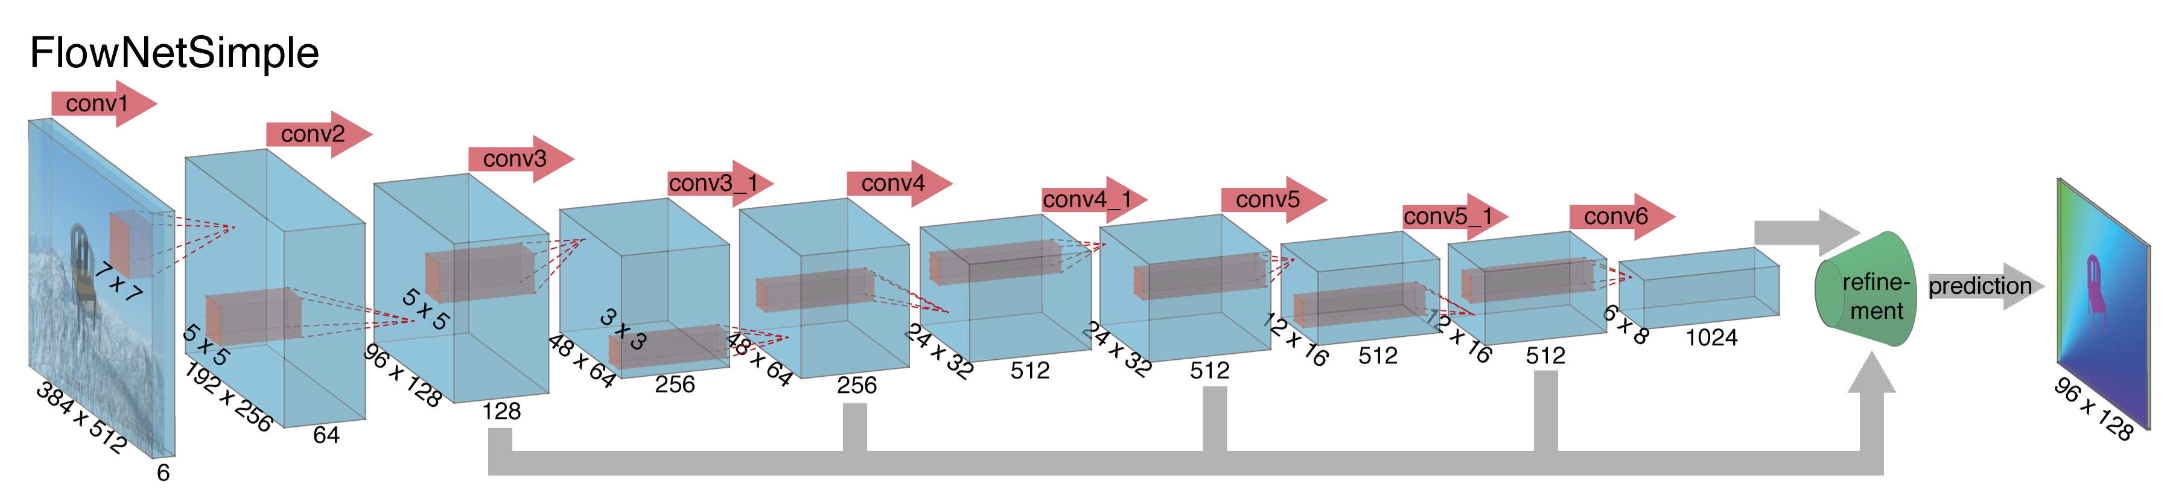 FlowNetSimple
conv1
conv2
conv3
conv3_1
conv4
conv4_1
conv5
conv5_1
conv6
7 x 7
5 x 5
5 x 5
3 x 3
384 x 512
6
192 x 256
64
96 x 128
128
48 x 64
256
48 x 64
256
24 x 32
512
24 x 32
512
12 x 16
512
12 x 16
512
6 x 8
1024
refine-
ment
prediction
96 x 128